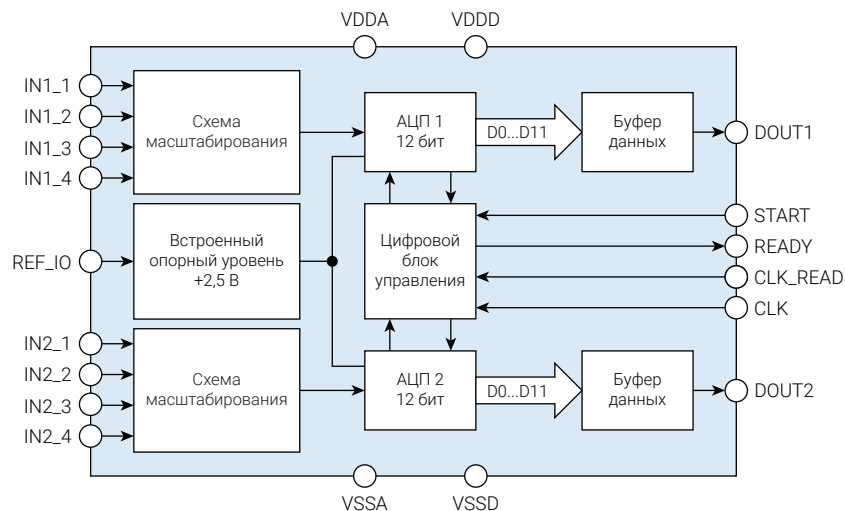 VDDA
VDDD
IN1_1
IN1_2
IN1_3
IN1_4
Схема
масштабирования
АЦП 1
12 бит
D0...D11
Буфер
данных
DOUT1
REF_IO
Встроенный
опорный уровень
+2,5 В
Цифровой
блок
управления
START
READY
CLK_READ
CLK
IN2_1
IN2_2
IN2_3
IN2_4
Схема
масштабирования
АЦП 2
12 бит
D0...D11
Буфер
данных
DOUT2
VSSA
VSSD